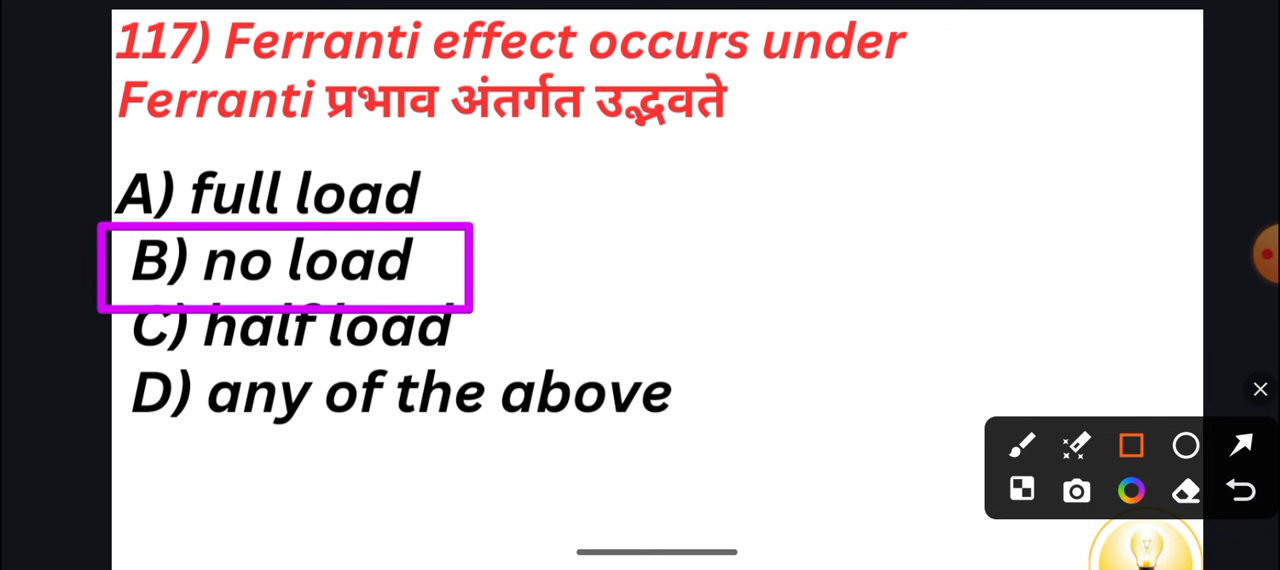 117) Ferranti effect occurs under
Ferranti प्रभाव अंतर्गत उद्भवते
A) full load
B) no load
C) half load
D) any of the above